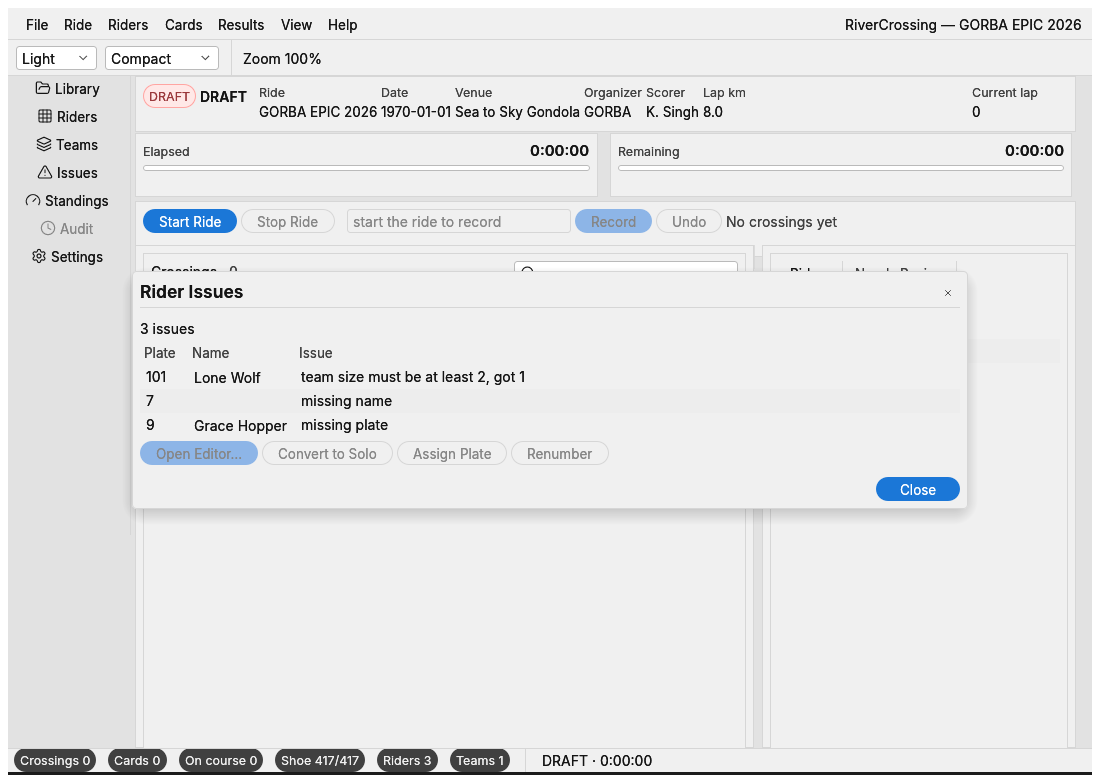 File Ride Riders Cards Results View Help RiverCrossing — GORBA EPIC 2026
Light Compact Zoom 100%
Library
Riders
Teams
Issues
Standings
Audit
Settings
DRAFT DRAFT
Ride Date Venue Organizer Scorer Lap km Current lap
GORBA EPIC 2026 1970-01-01 Sea to Sky Gondola GORBA K. Singh 8.0 0
Elapsed 0:00:00 Remaining 0:00:00
Start Ride Stop Ride start the ride to record Record Undo No crossings yet
Crossings 0
Rider Issues ×
3 issues
Plate Name Issue
101 Lone Wolf team size must be at least 2, got 1
7 missing name
9 Grace Hopper missing plate
Open Editor... Convert to Solo Assign Plate Renumber
Close
Crossings 0 Cards 0 On course 0 Shoe 417/417 Riders 3 Teams 1 DRAFT · 0:00:00